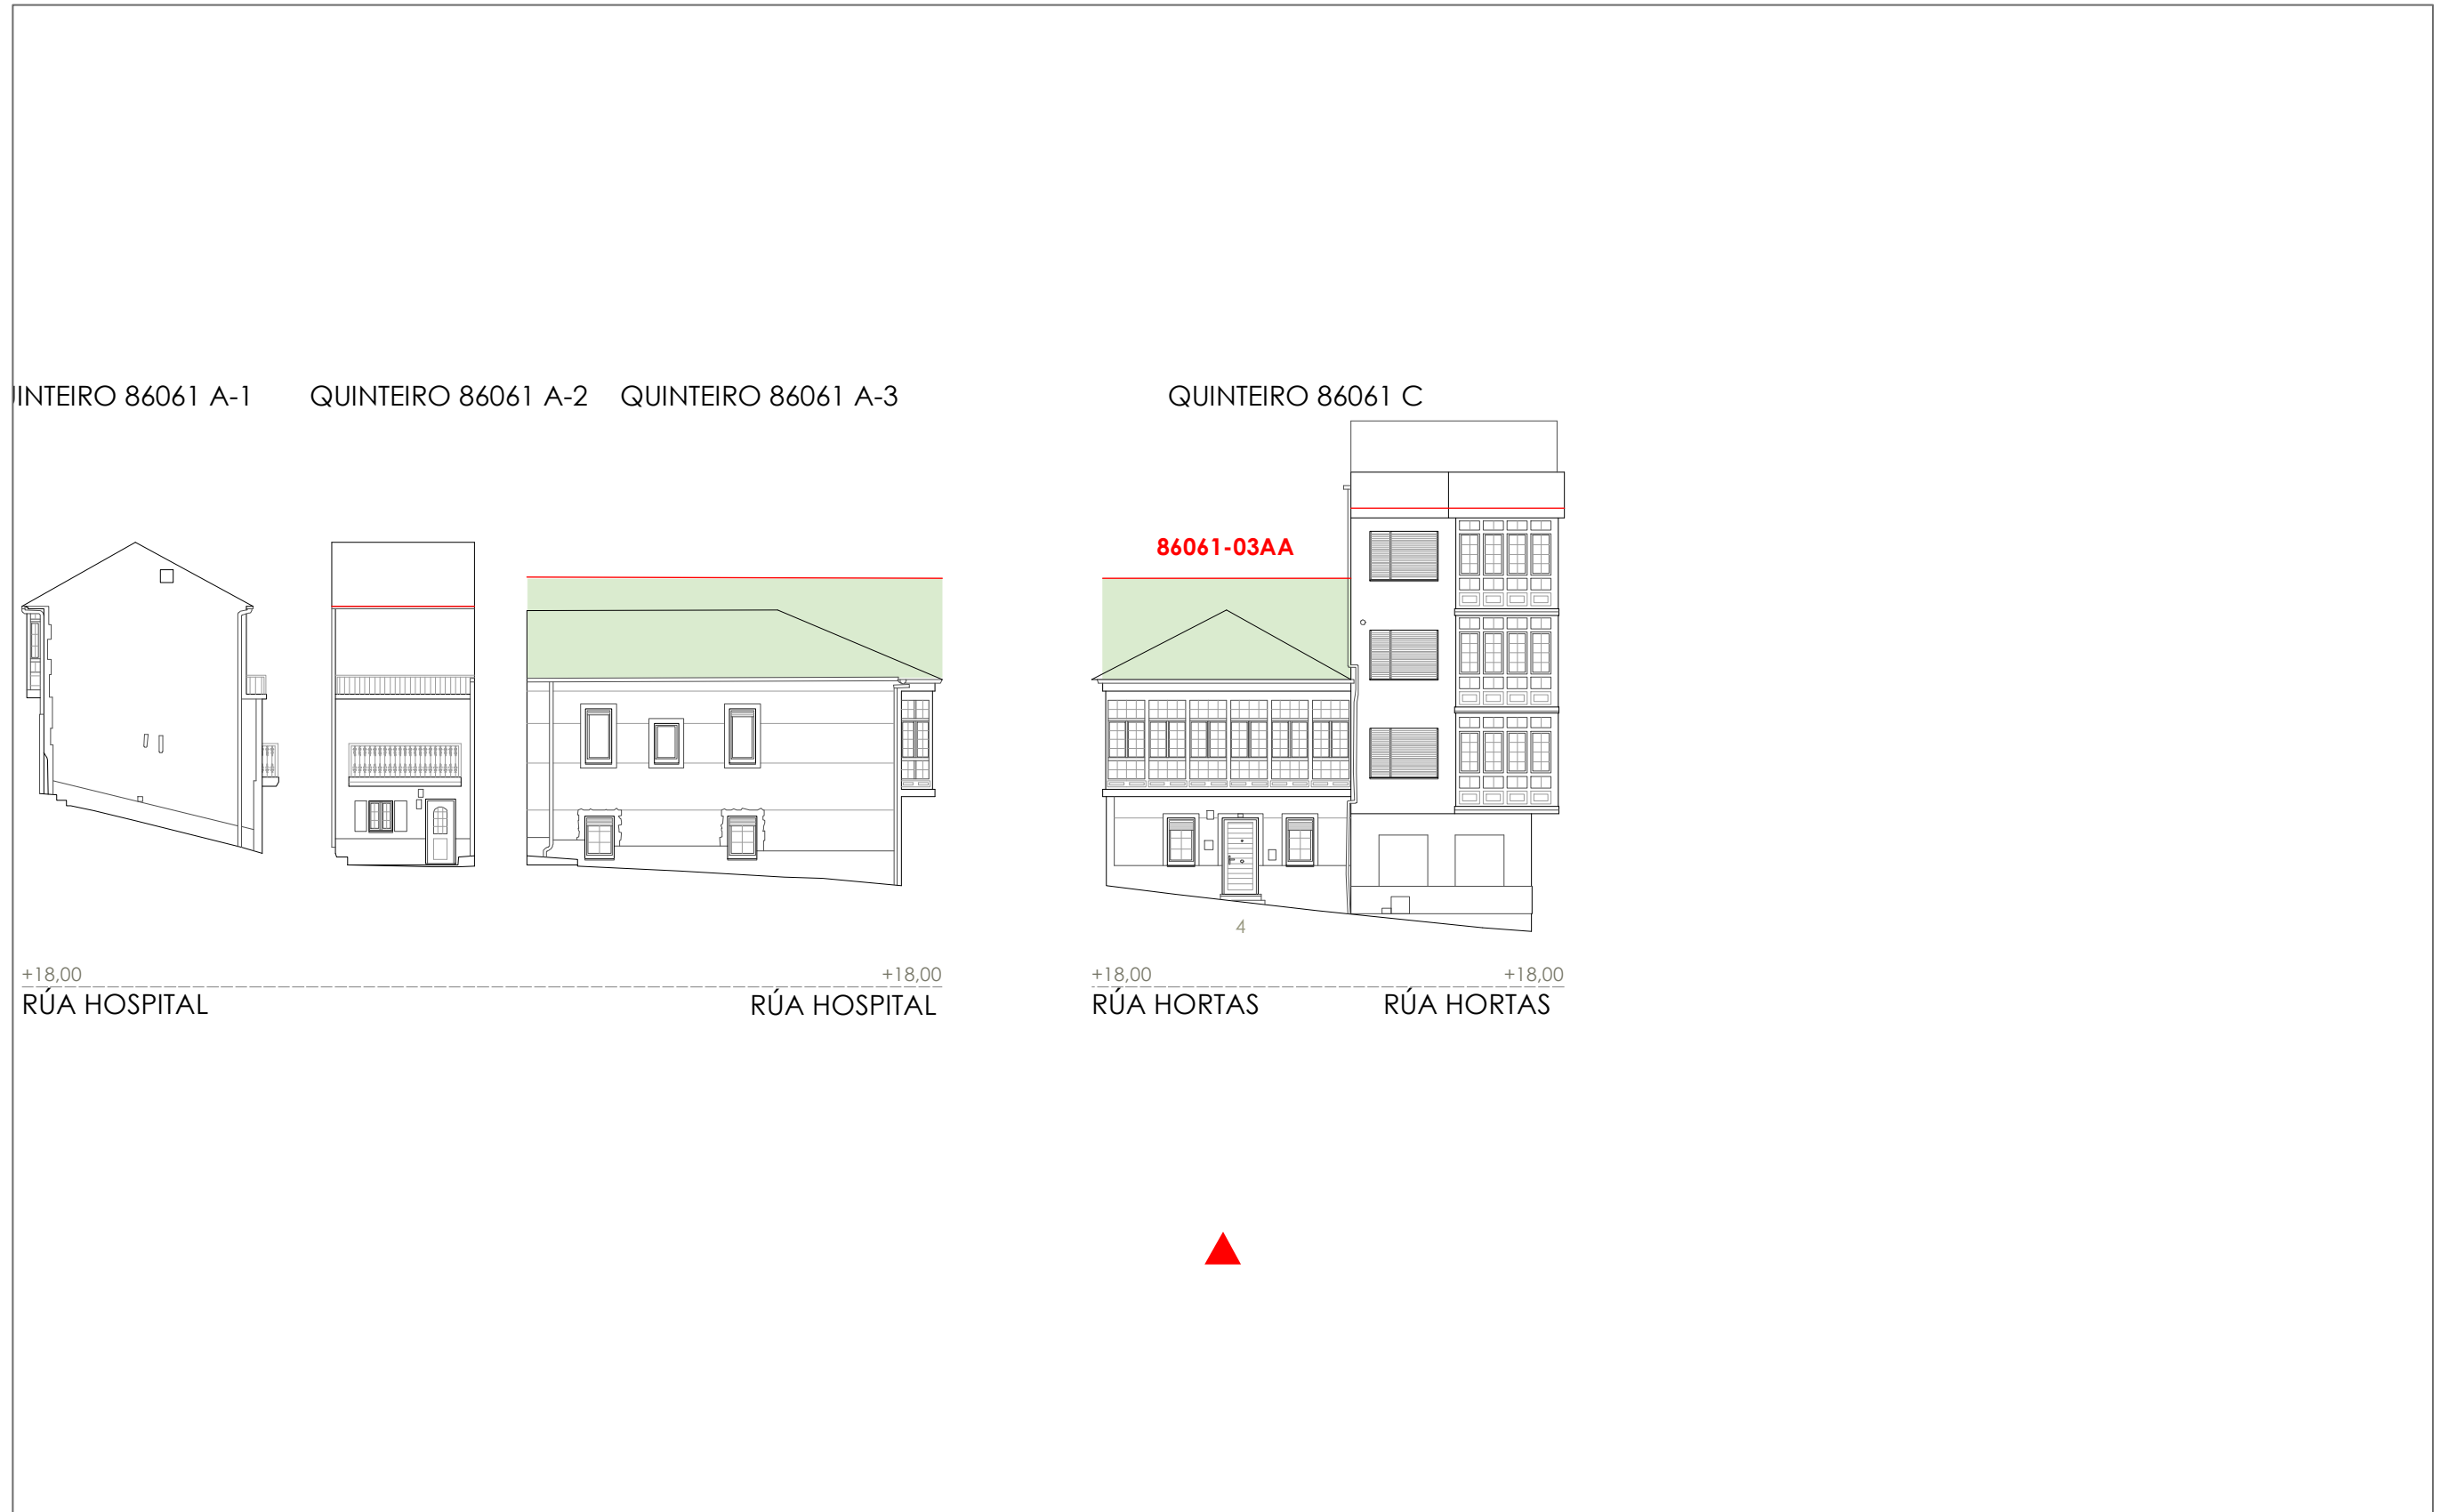 UINTEIRO 86061 A-1 QUINTEIRO 86061 A-2 QUINTEIRO 86061 A-3 QUINTEIRO 86061 C
86061-03AA
4
+18,00 +18,00 +18,00 +18,00
RÚA HOSPITAL RÚA HOSPITAL RÚA HORTAS RÚA HORTAS